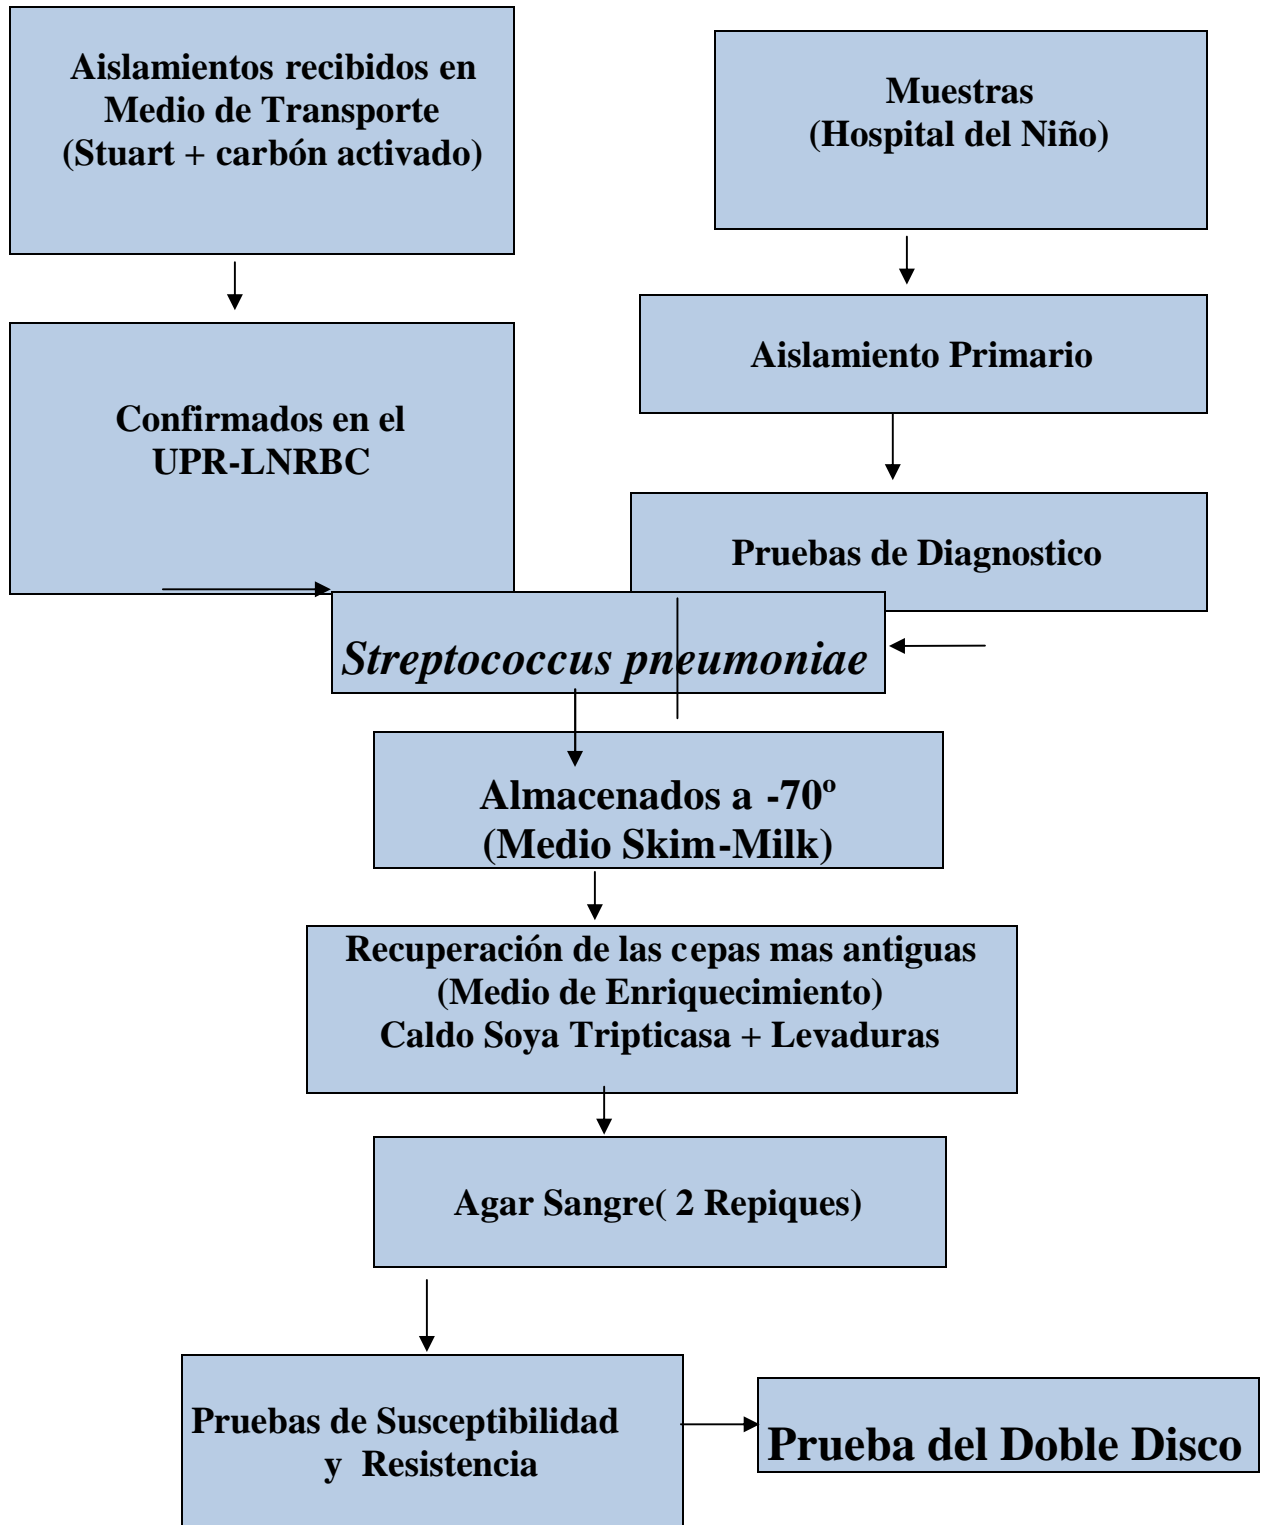 Aislamientos recibidos en
Medio de Transporte
(Stuart + carbón activado)
Muestras
(Hospital del Niño)
Aislamiento Primario
Confirmados en el
UPR-LNRBC
Pruebas de Diagnostico
Streptococcus pneumoniae
Almacenados a -70º
(Medio Skim-Milk)
Recuperación de las cepas mas antiguas
(Medio de Enriquecimiento)
Caldo Soya Tripticasa + Levaduras
Agar Sangre( 2 Repiques)
Pruebas de Susceptibilidad
y Resistencia
Prueba del Doble Disco